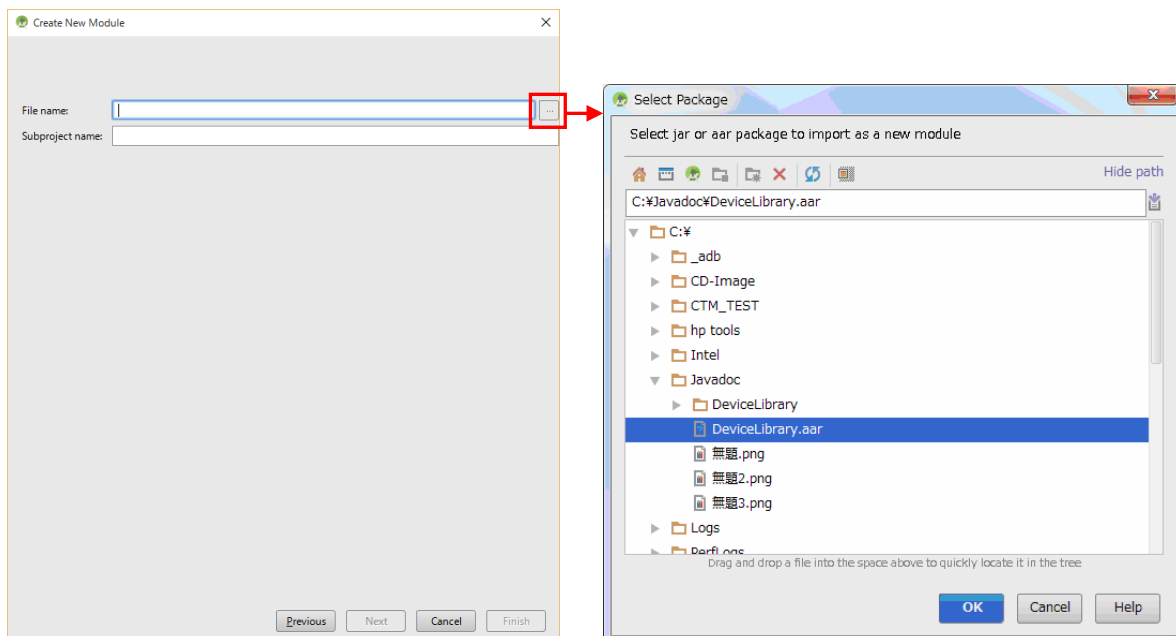 Create New Module
File name:
...
Subproject name:
Previous
Next
Cancel
Finish
Select Package
Select jar or aar package to import as a new module
Hide path
C:¥Javadoc¥DeviceLibrary.aar
C:¥
_adb
CD-Image
CTM_TEST
hp tools
Intel
Javadoc
DeviceLibrary
DeviceLibrary.aar
無題.png
無題2.png
無題3.png
Logs
PerfLogs
Drag and drop a file into the space above to quickly locate it in the tree
OK
Cancel
Help